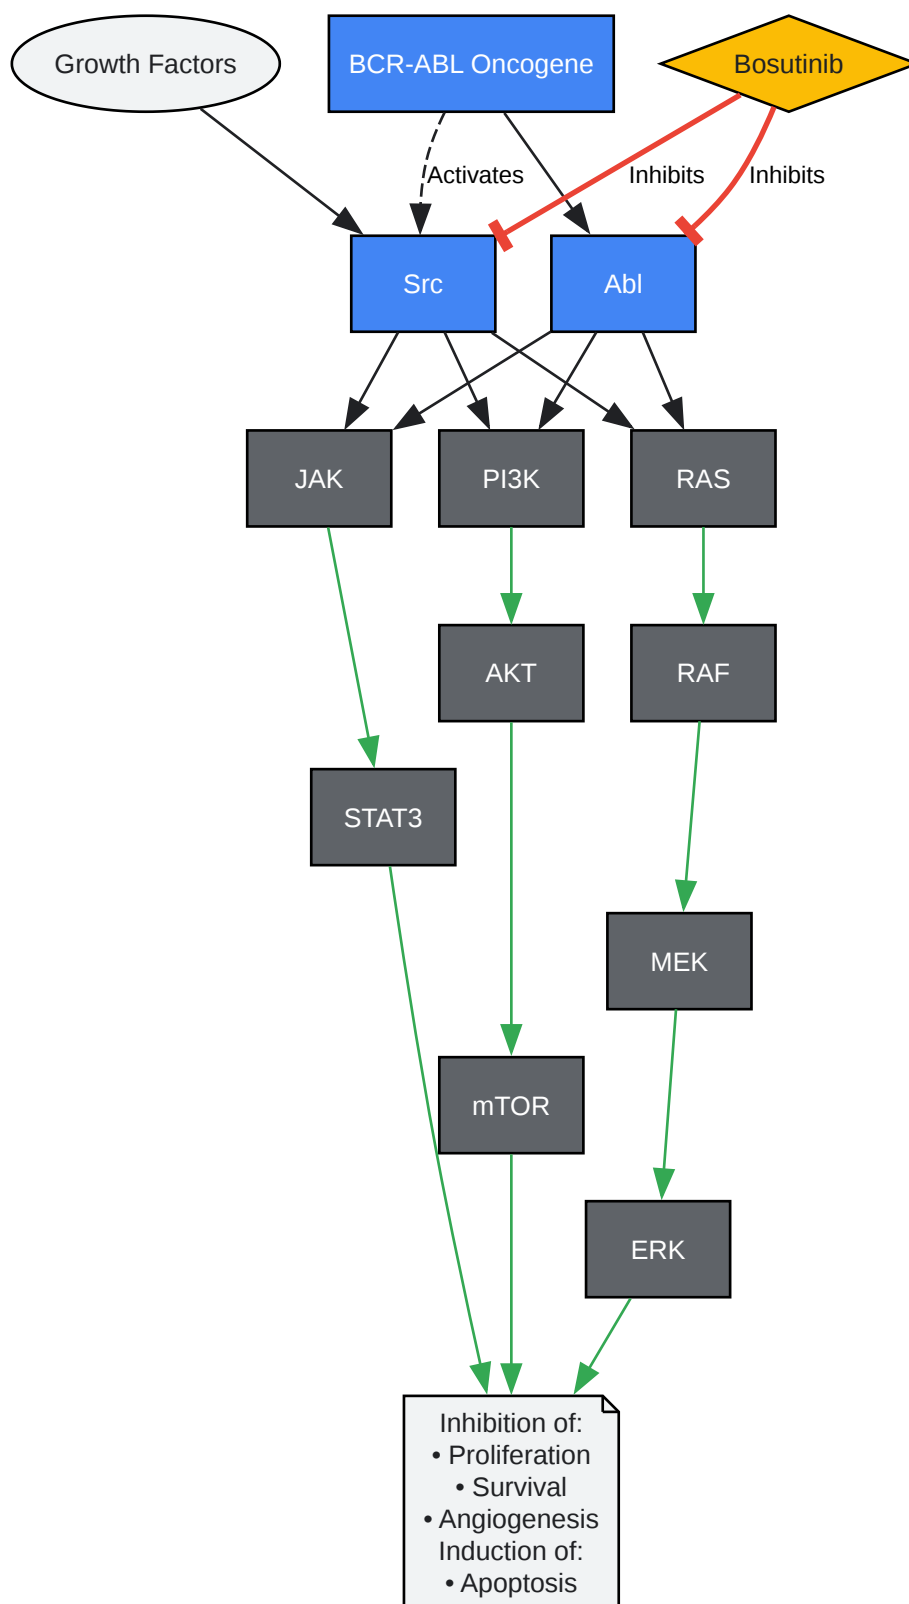 Growth Factors
BCR-ABL Oncogene
Bosutinib
Activates
Inhibits
Inhibits
Src
Abl
JAK
PI3K
RAS
AKT
RAF
STAT3
MEK
mTOR
ERK
Inhibition of:
• Proliferation
• Survival
• Angiogenesis
Induction of:
• Apoptosis